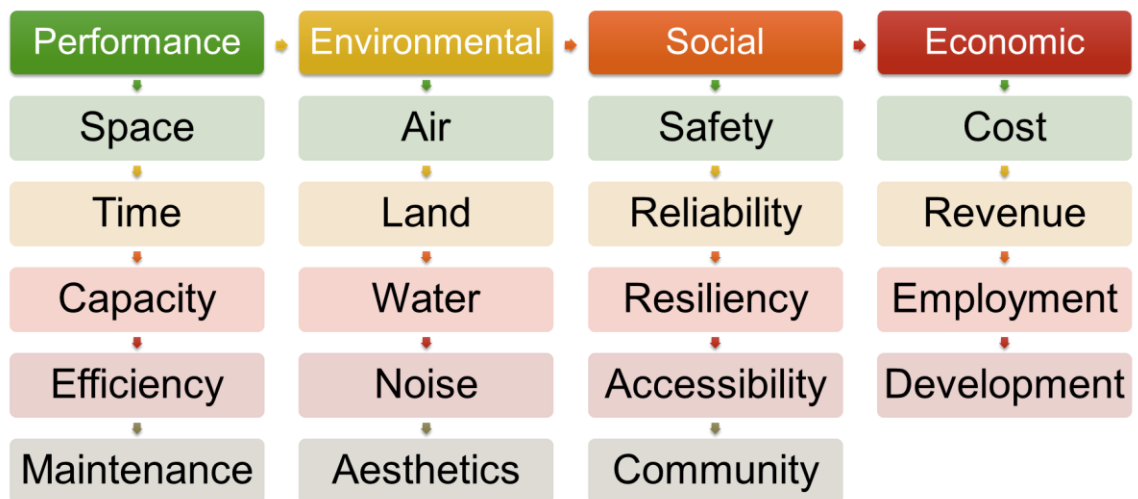 Performance
Environmental
Social
Economic
Space
Air
Safety
Cost
Time
Land
Reliability
Revenue
Capacity
Water
Resiliency
Employment
Efficiency
Noise
Accessibility
Development
Maintenance
Aesthetics
Community